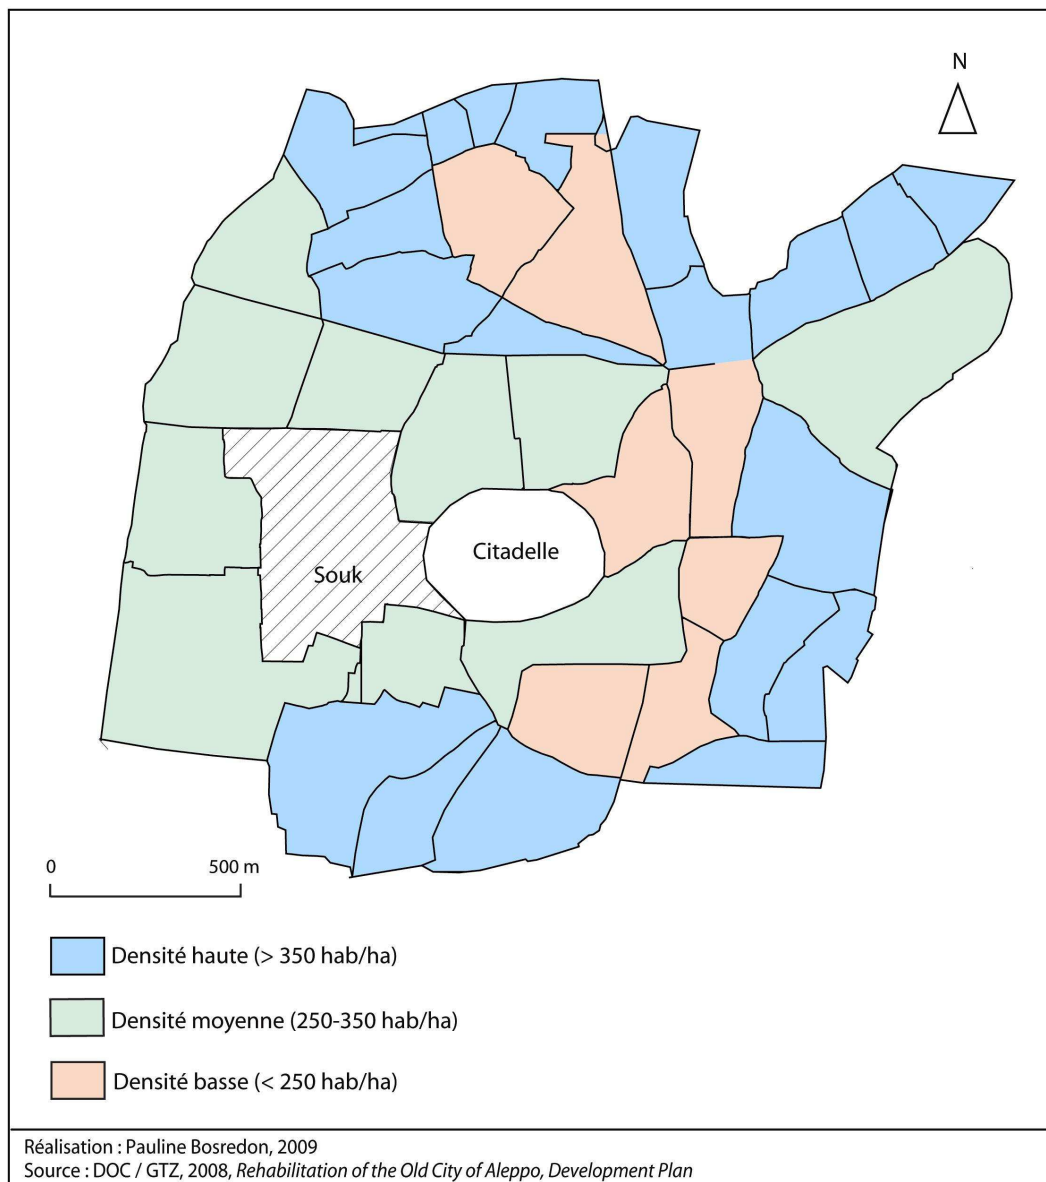 N
Citadelle
Souk
0 500 m
Densité haute (> 350 hab/ha)
Densité moyenne (250-350 hab/ha)
Densité basse (< 250 hab/ha)
Réalisation : Pauline Bosredon, 2009
Source : DOC / GTZ, 2008, Rehabilitation of the Old City of Aleppo, Development Plan